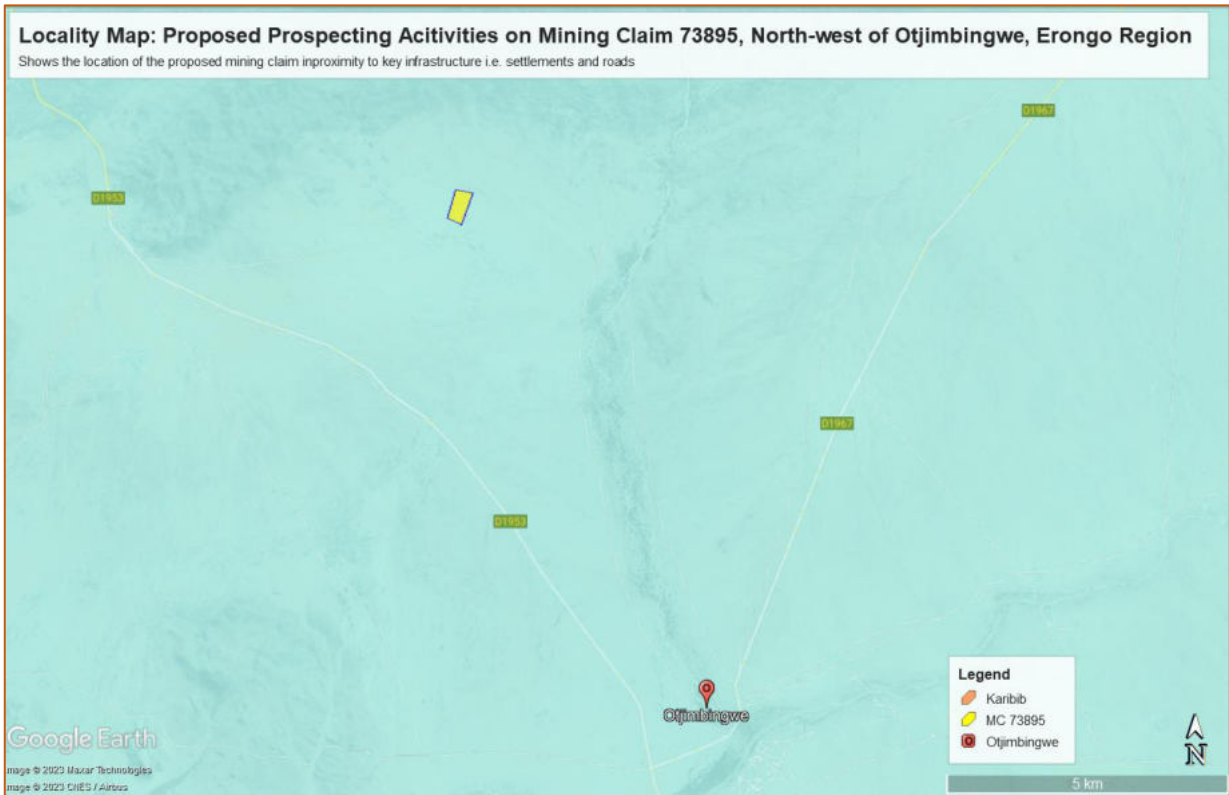 Locality Map: Proposed Prospecting Acitivities on Mining Claim 73895, North-west of Otjimbingwe, Erongo Region
Shows the location of the proposed mining claim inproximity to key infrastructure i.e. settlements and roads
D1967
D1953
D1967
D1953
Otjimbingwe
Legend
Karibib
MC 73895
Otjimbingwe
Google Earth
mage © 2023 Maxar Technologies
mage © 2023 CNES / Airbus
N
5 km